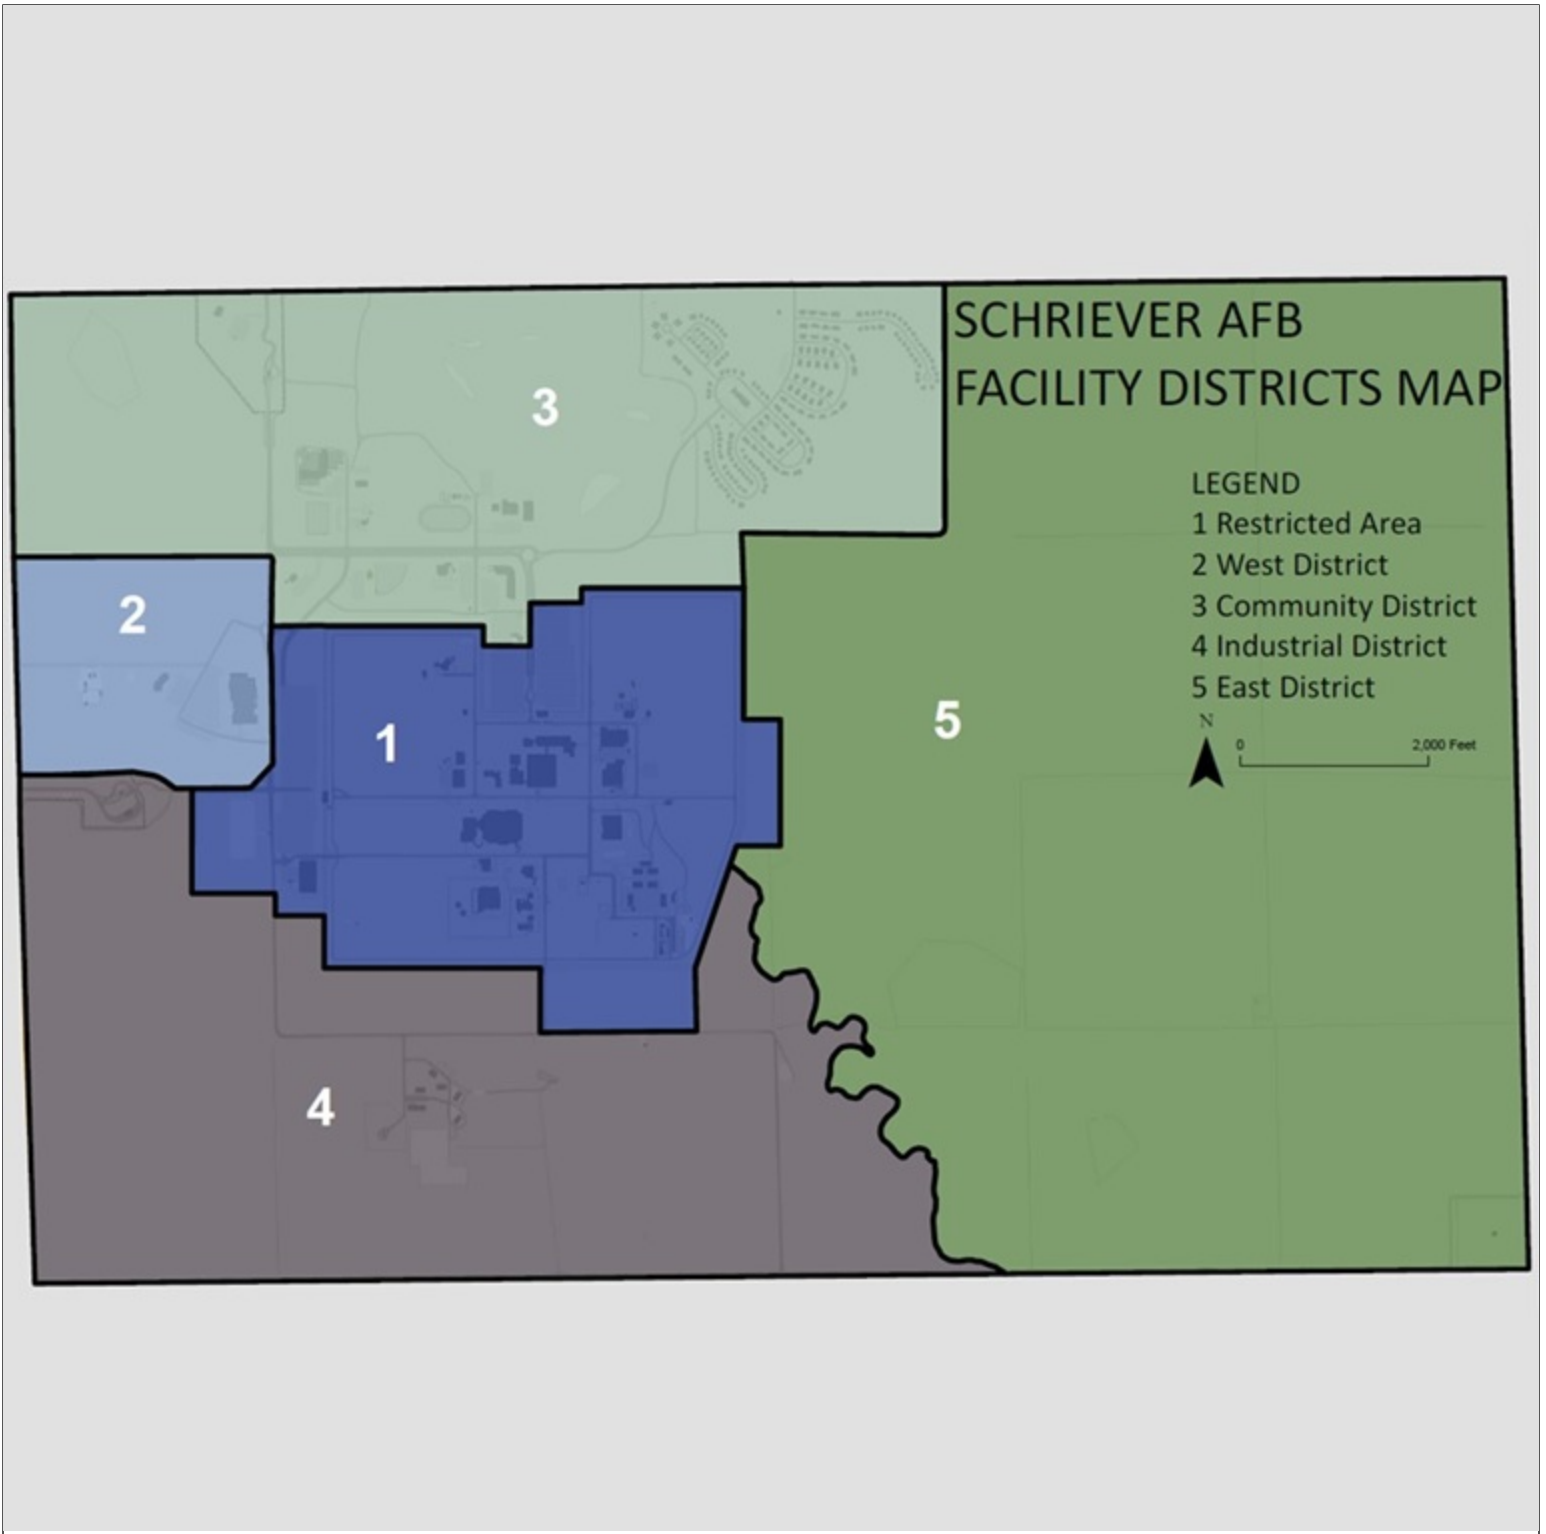 SCHRIEVER AFB
FACILITY DISTRICTS MAP
3
LEGEND
1 Restricted Area
2 West District
3 Community District
4 Industrial District
5 East District
2
N
0 2,000 Feet
1
5
4